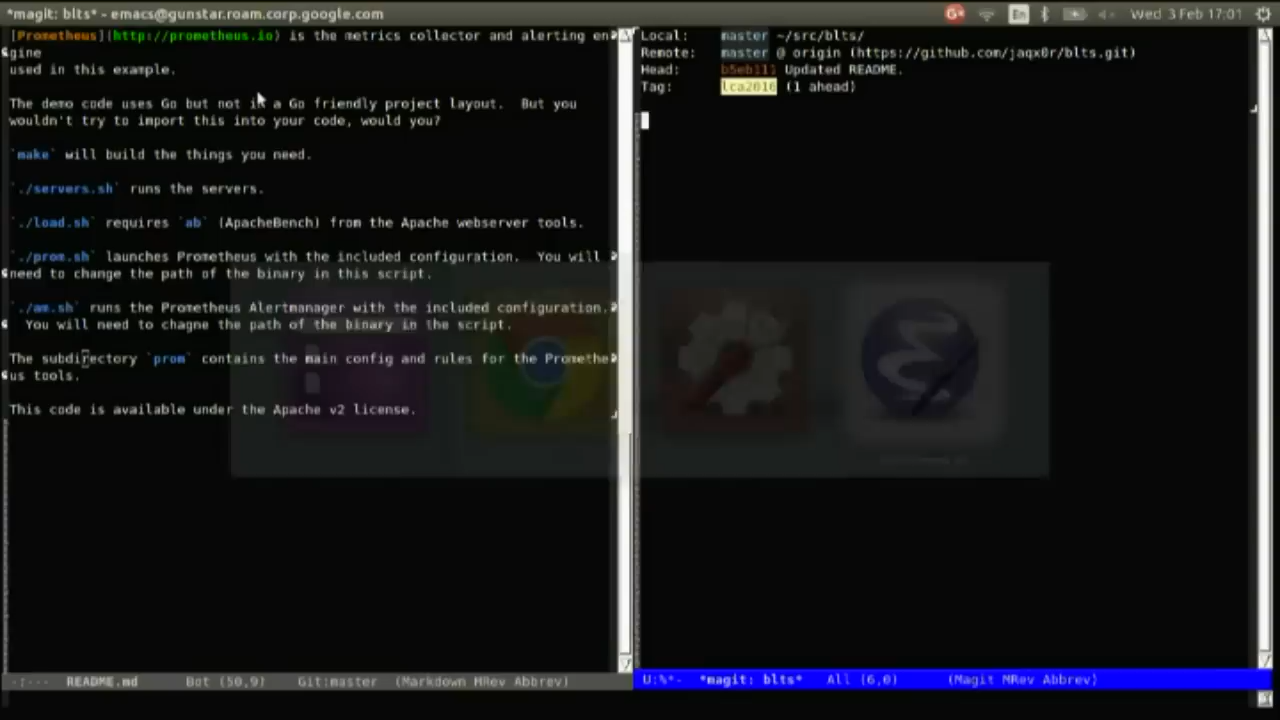 *magit: blts* - emacs@gunstar.roam.corp.google.com
En
Wed 3 Feb 17:01
[Prometheus](http://prometheus.io) is the metrics collector and alerting en
gine
used in this example.
The demo code uses Go but not in a Go friendly project layout. But you
wouldn't try to import this into your code, would you?
`make` will build the things you need.
`./servers.sh` runs the servers.
`./load.sh` requires `ab` (ApacheBench) from the Apache webserver tools.
`./prom.sh` launches Prometheus with the included configuration. You will
need to change the path of the binary in this script.
`./am.sh` runs the Prometheus Alertmanager with the included configuration.
You will need to chagne the path of the binary in the script.
The subdirectory `prom` contains the main config and rules for the Promethe
us tools.
This code is available under the Apache v2 license.
-:--- README.md Bot (50,9) Git:master (Markdown MRev Abbrev)
Local: master ~/src/blts/
Remote: master @ origin (https://github.com/jaqx0r/blts.git)
Head: b5eb111 Updated README.
Tag: lca2016 (1 ahead)
U:%*- *magit: blts* All (6,0) (Magit MRev Abbrev)